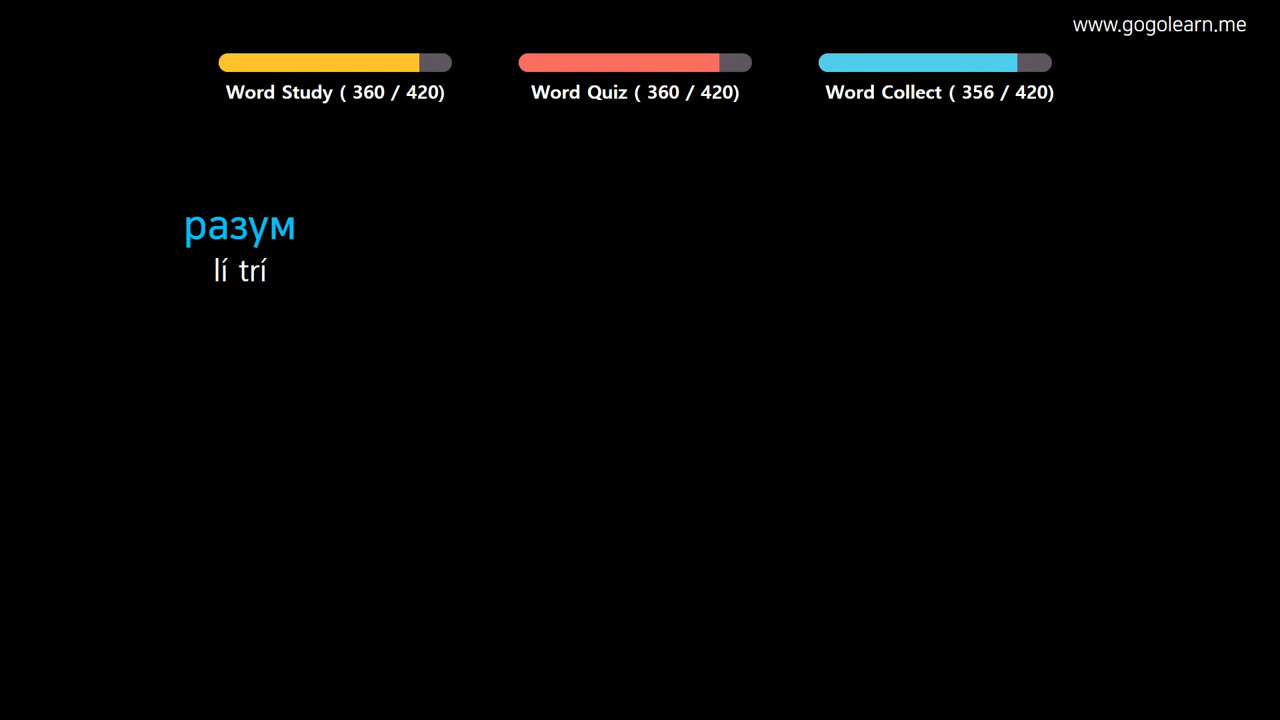 www.gogolearn.me
Word Study ( 360 / 420)
Word Quiz ( 360 / 420)
Word Collect ( 356 / 420)
разум
lí trí